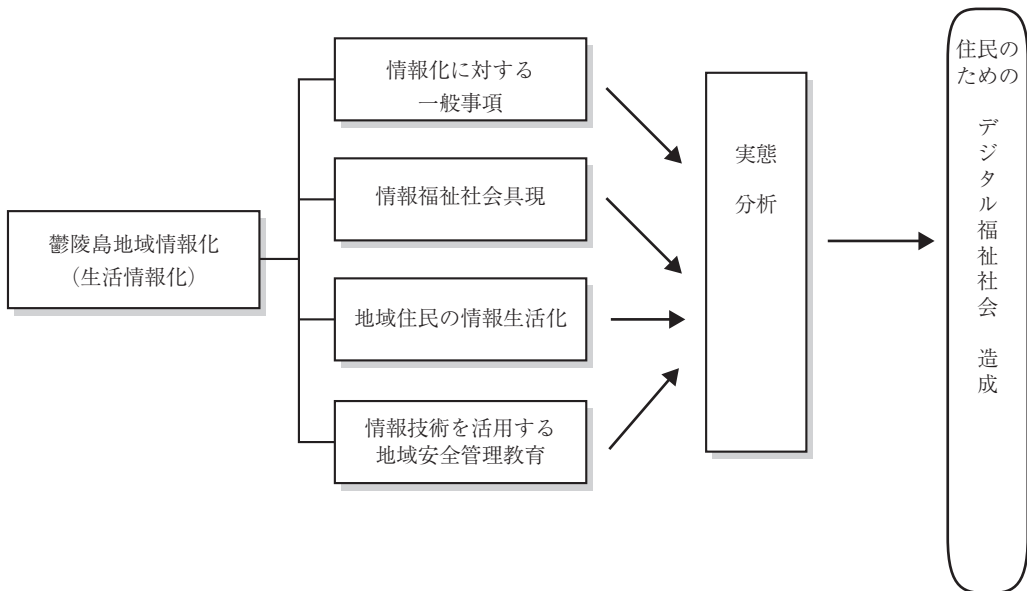 鬱陵島地域情報化
（生活情報化）
情報化に対する
一般事項
情報福祉社会具現
地域住民の情報生活化
情報技術を活用する
地域安全管理教育
実態
分析
住民の
ための
デジタル福祉社会 造成